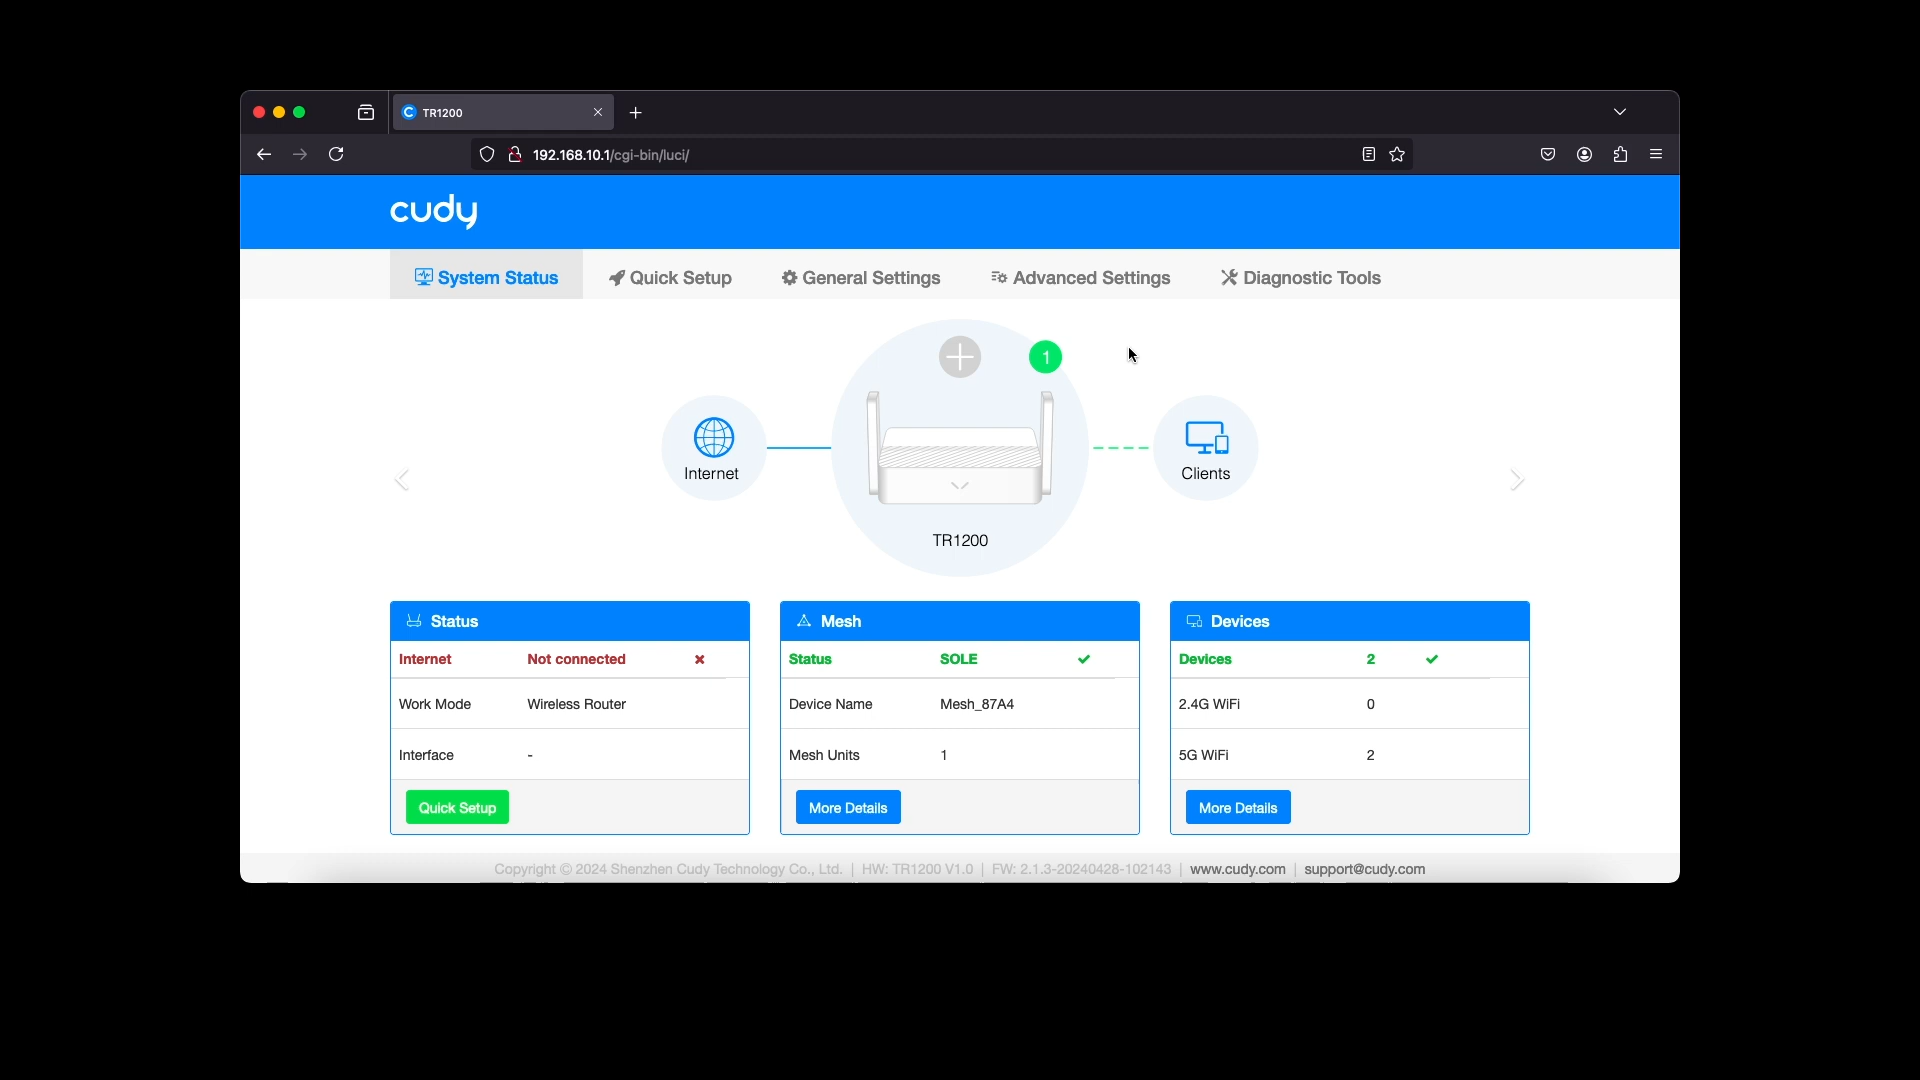 TR1200
192.168.10.1/cgi-bin/luci/
cudy
System Status Quick Setup General Settings Advanced Settings Diagnostic Tools
1
Internet
Clients
TR1200
Status
Internet Not connected
Work Mode Wireless Router
Interface -
Quick Setup
Mesh
Status SOLE
Device Name Mesh_87A4
Mesh Units 1
More Details
Devices
Devices 2
2.4G WiFi 0
5G WiFi 2
More Details
Copyright © 2024 Shenzhen Cudy Technology Co., Ltd. | HW: TR1200 V1.0 | FW: 2.1.3-20240428-102143 | www.cudy.com | support@cudy.com